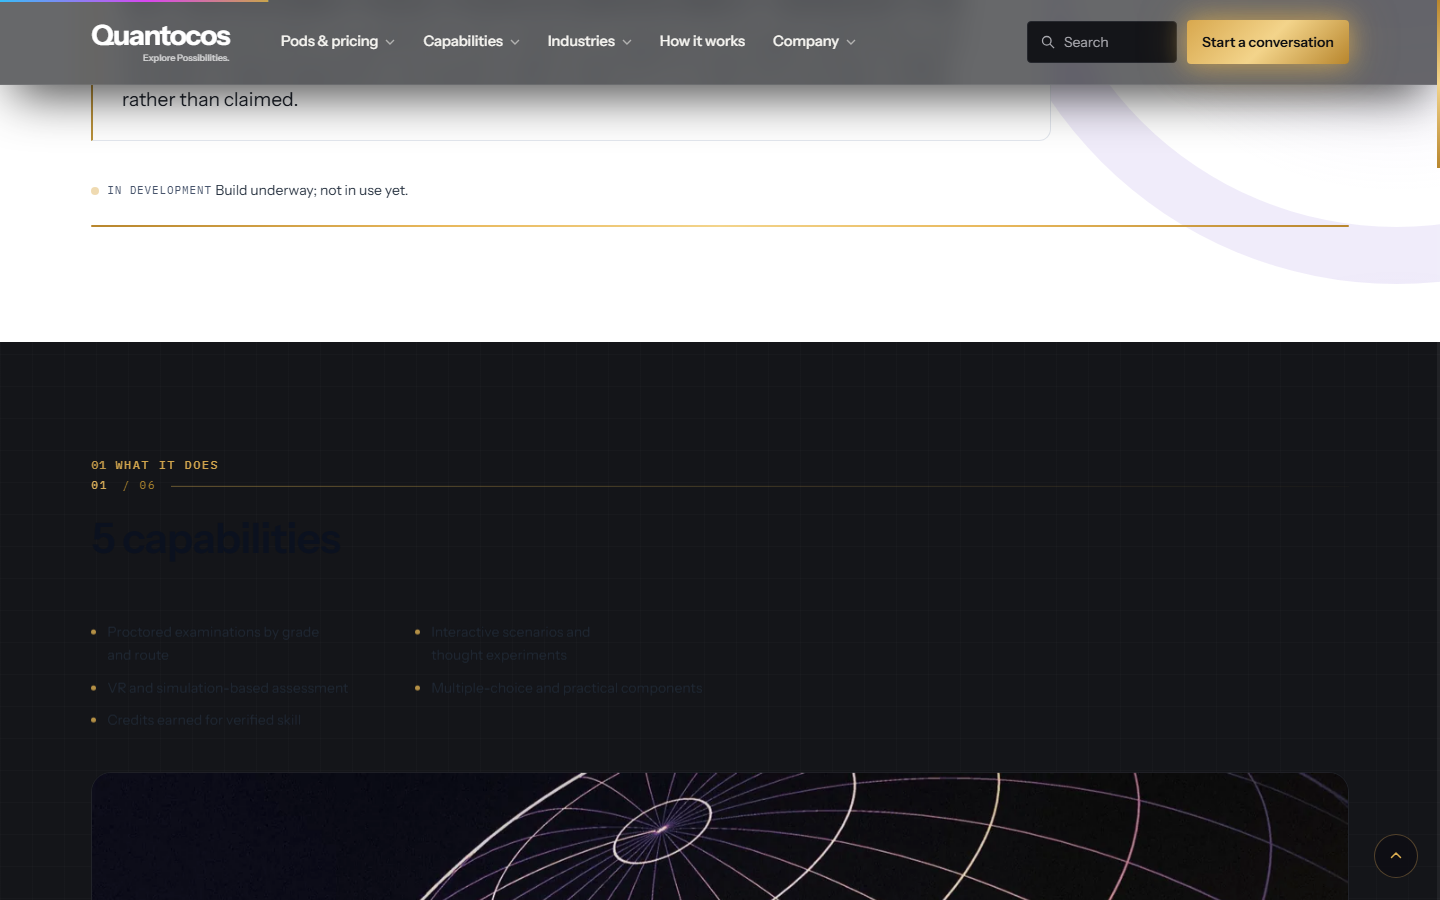 Quantocos
Explore Possibilities.
Pods & pricing
Capabilities
Industries
How it works
Company
Search
Start a conversation
rather than claimed.
IN DEVELOPMENT Build underway; not in use yet.
01 WHAT IT DOES
01 / 06
5 capabilities
Proctored examinations by grade
and route
Interactive scenarios and
thought experiments
VR and simulation-based assessment
Multiple-choice and practical components
Credits earned for verified skill